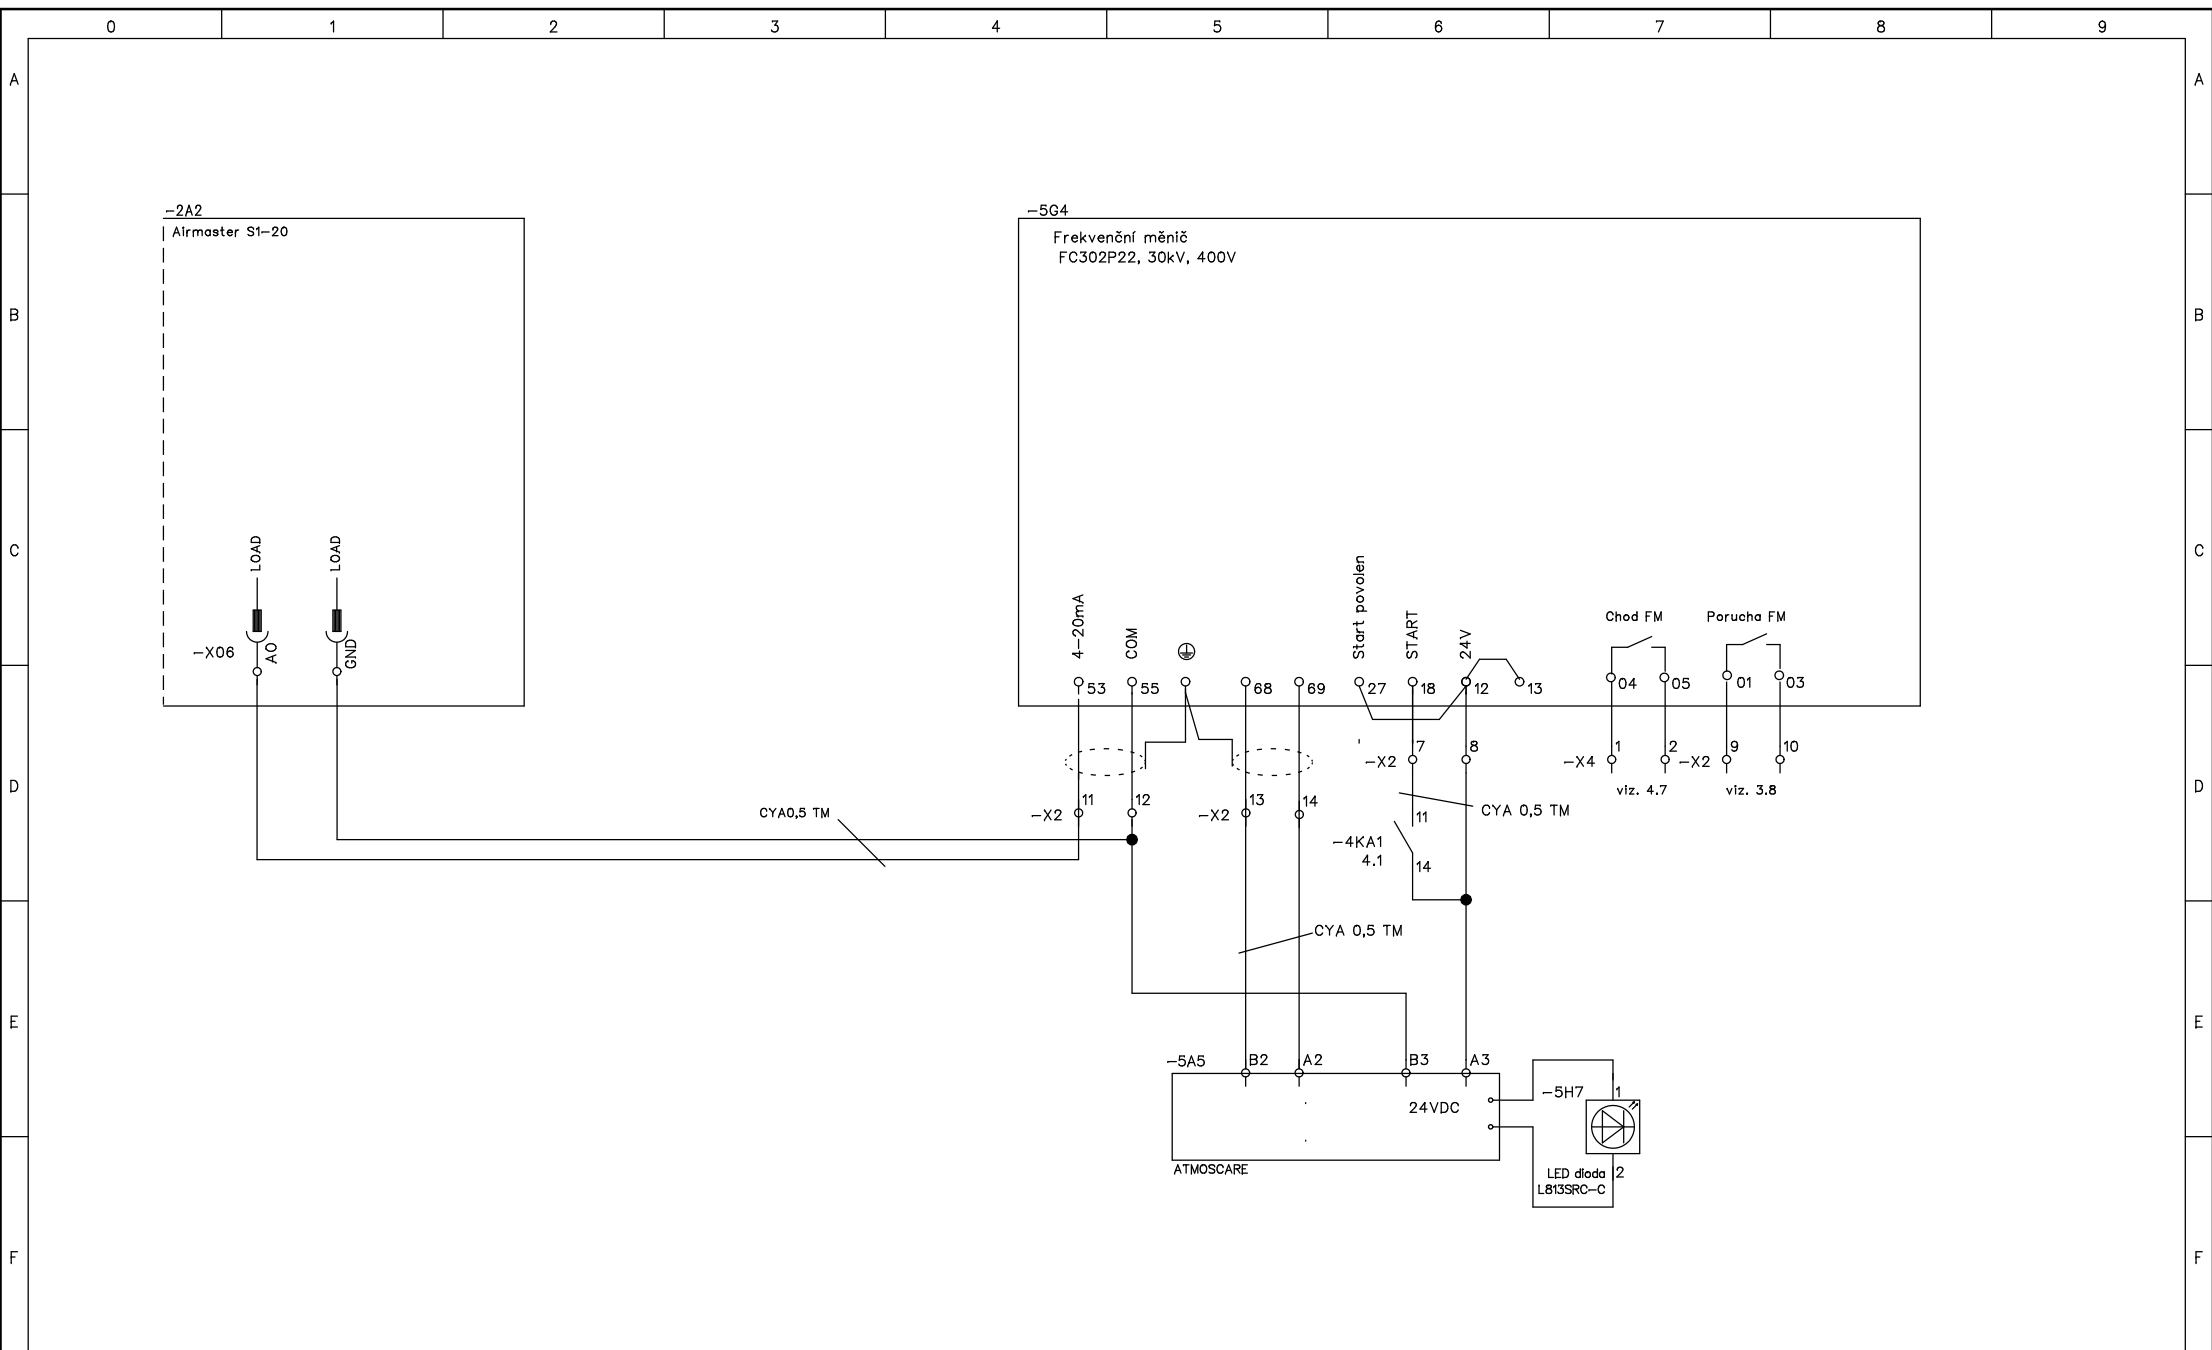 0 1 2 3 4 5 6 7 8 9
A A
-2A2 -5G4
Airmaster S1-20
Frekvenční měnič
FC302P22, 30kV, 400V
B B
C C
LOAD LOAD
-X06 AO GND
4-20mA COM Start povolen START 24V
Chod FM Porucha FM
53 55 68 69 27 18 12 13 04 05 01 03
7 8 1 2 9 10
-X2 -X4 -X2
D D
viz. 4.7 viz. 3.8
11 12 13 14
-X2 -X2
CYA0,5 TM
CYA 0,5 TM
11
-4KA1
4.1
14
CYA 0,5 TM
E E
-5A5 B2 A2 B3 A3
24VDC
-5H7 1
ATMOSCARE
LED dioda 2
L813SRC-C
F F